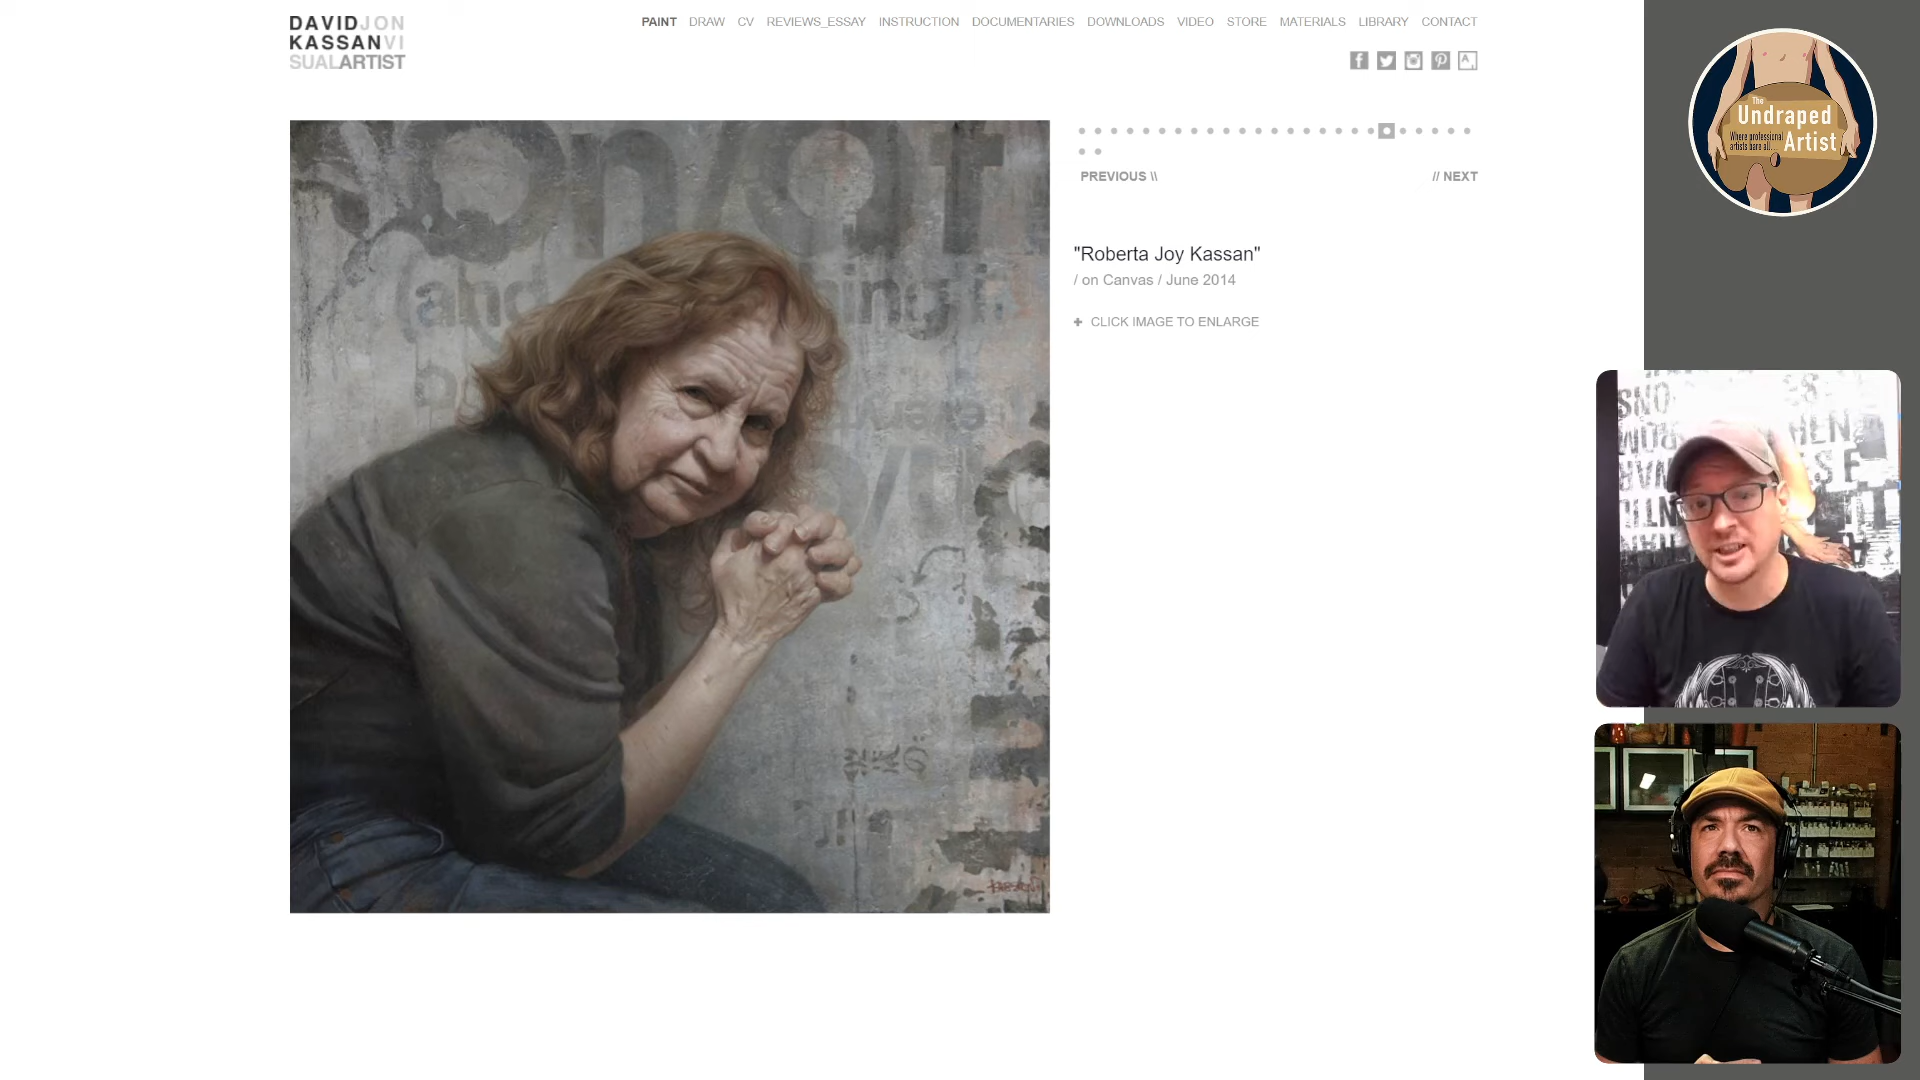 DAVIDJON
KASSANVI
SUALARTIST
PAINT DRAW CV REVIEWS_ESSAY INSTRUCTION DOCUMENTARIES DOWNLOADS VIDEO STORE MATERIALS LIBRARY CONTACT
PREVIOUS \\
// NEXT
"Roberta Joy Kassan"
/ on Canvas / June 2014
+ CLICK IMAGE TO ENLARGE
The
Undraped
Where professional
artists bare all...
Artist